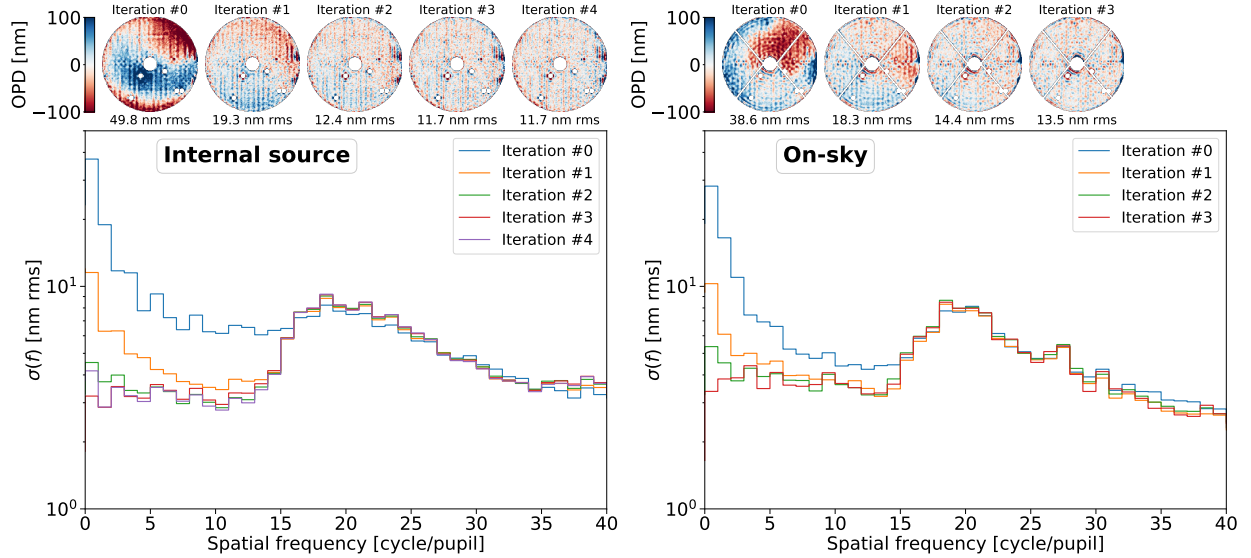 Iteration #0 Iteration #1 Iteration #2 Iteration #3 Iteration #4
OPD [nm]
100
0
−100
49.8 nm rms 19.3 nm rms 12.4 nm rms 11.7 nm rms 11.7 nm rms
Internal source
Iteration #0
Iteration #1
Iteration #2
Iteration #3
Iteration #4
σ(f) [nm rms]
10¹
10⁰
0 5 10 15 20 25 30 35 40
Spatial frequency [cycle/pupil]
Iteration #0 Iteration #1 Iteration #2 Iteration #3
OPD [nm]
100
0
−100
38.6 nm rms 18.3 nm rms 14.4 nm rms 13.5 nm rms
On-sky
Iteration #0
Iteration #1
Iteration #2
Iteration #3
σ(f) [nm rms]
10¹
10⁰
0 5 10 15 20 25 30 35 40
Spatial frequency [cycle/pupil]